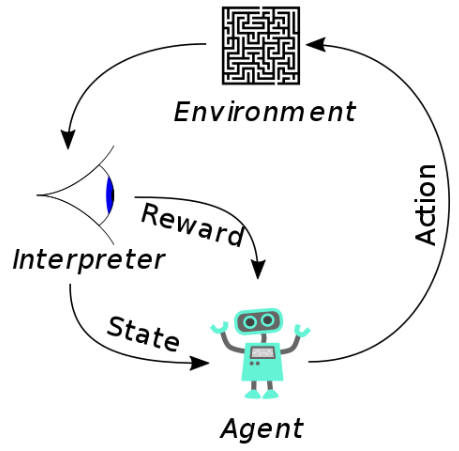 Environment
Action
Reward
Interpreter
State
Agent